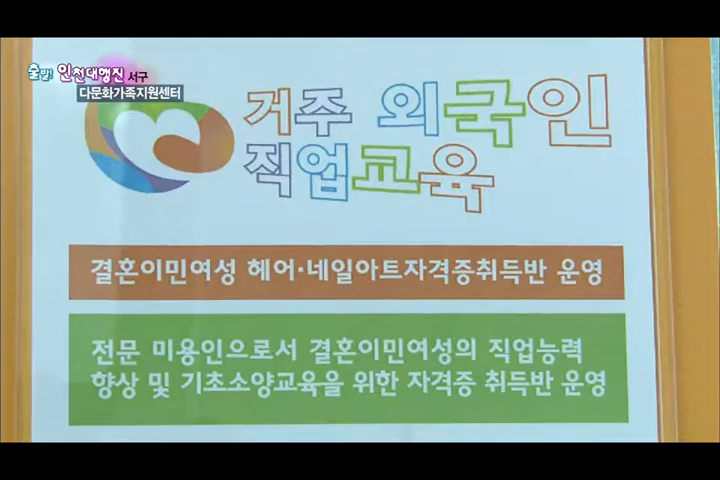 출발! 인천대행진 서구
다문화가족지원센터
거주 외국인
직업교육
결혼이민여성 헤어·네일아트자격증취득반 운영
전문 미용인으로서 결혼이민여성의 직업능력
향상 및 기초소양교육을 위한 자격증 취득반 운영